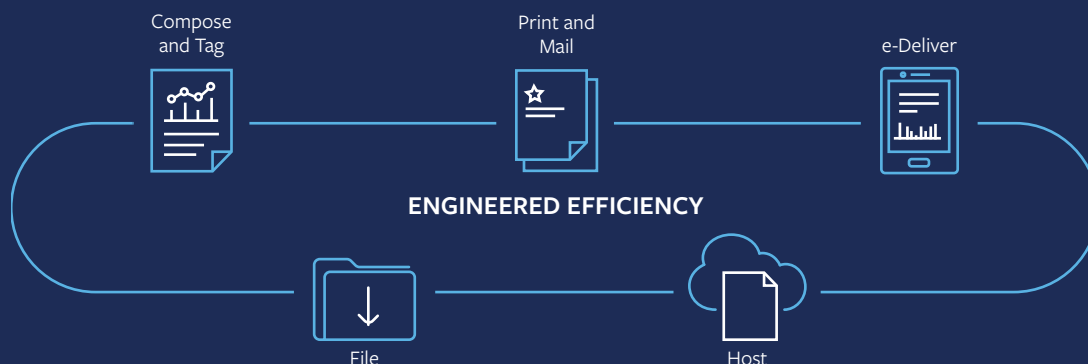 Compose
and Tag
Print and
Mail
e-Deliver
ENGINEERED EFFICIENCY
File
Host